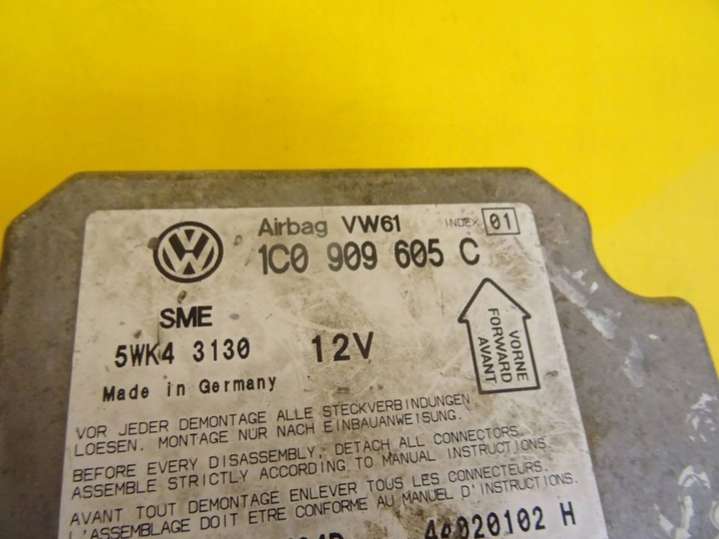 Airbag VW61 INDEX 01
1C0 909 605 C
SME
5WK4 3130 12V
Made in Germany
VORNE
FORWARD
AVANT
VOR JEDER DEMONTAGE ALLE STECKVERBINDUNGEN
LOESEN. MONTAGE NUR NACH EINBAUANWEISUNG.
BEFORE EVERY DISASSEMBLY, DETACH ALL CONNECTORS.
ASSEMBLE STRICTLY ACCORDING TO MANUAL INSTRUCTIONS.
AVANT TOUT DEMONTAGE ENLEVER TOUS LES CONNECTEURS.
L'ASSEMBLAGE DOIT ETRE CONFORME AU MANUEL D'INSTRUCTIONS.
44020102 H